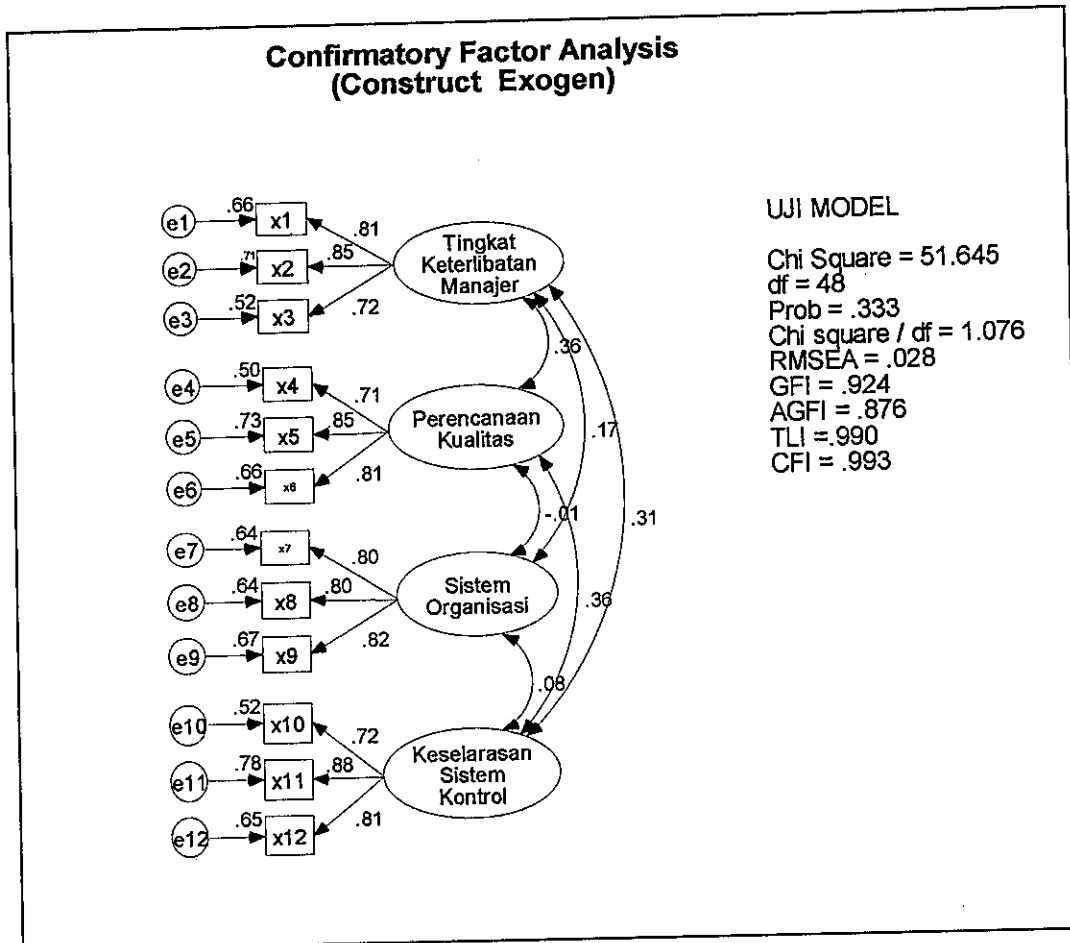 Confirmatory Factor Analysis
(Construct Exogen)
UJI MODEL
Chi Square = 51.645
df = 48
Prob = .333
Chi square / df = 1.076
RMSEA = .028
GFI = .924
AGFI = .876
TLI =.990
CFI = .993
e1 .66 x1 .81
e2 .71 x2 .85
e3 .52 x3 .72
Tingkat
Keterlibatan
Manajer
e4 .50 x4 .71
e5 .73 x5 .85
e6 .66 x6 .81
Perencanaan
Kualitas
e7 .64 x7 .80
e8 .64 x8 .80
e9 .67 x9 .82
Sistem
Organisasi
e10 .52 x10 .72
e11 .78 x11 .88
e12 .65 x12 .81
Keselarasan
Sistem
Kontrol
.36
.17
-.01
.31
.36
.08